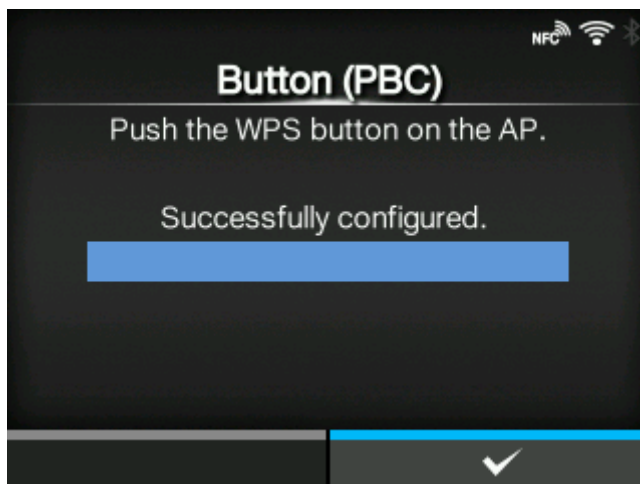 NFC
Button (PBC)
Push the WPS button on the AP.
Successfully configured.